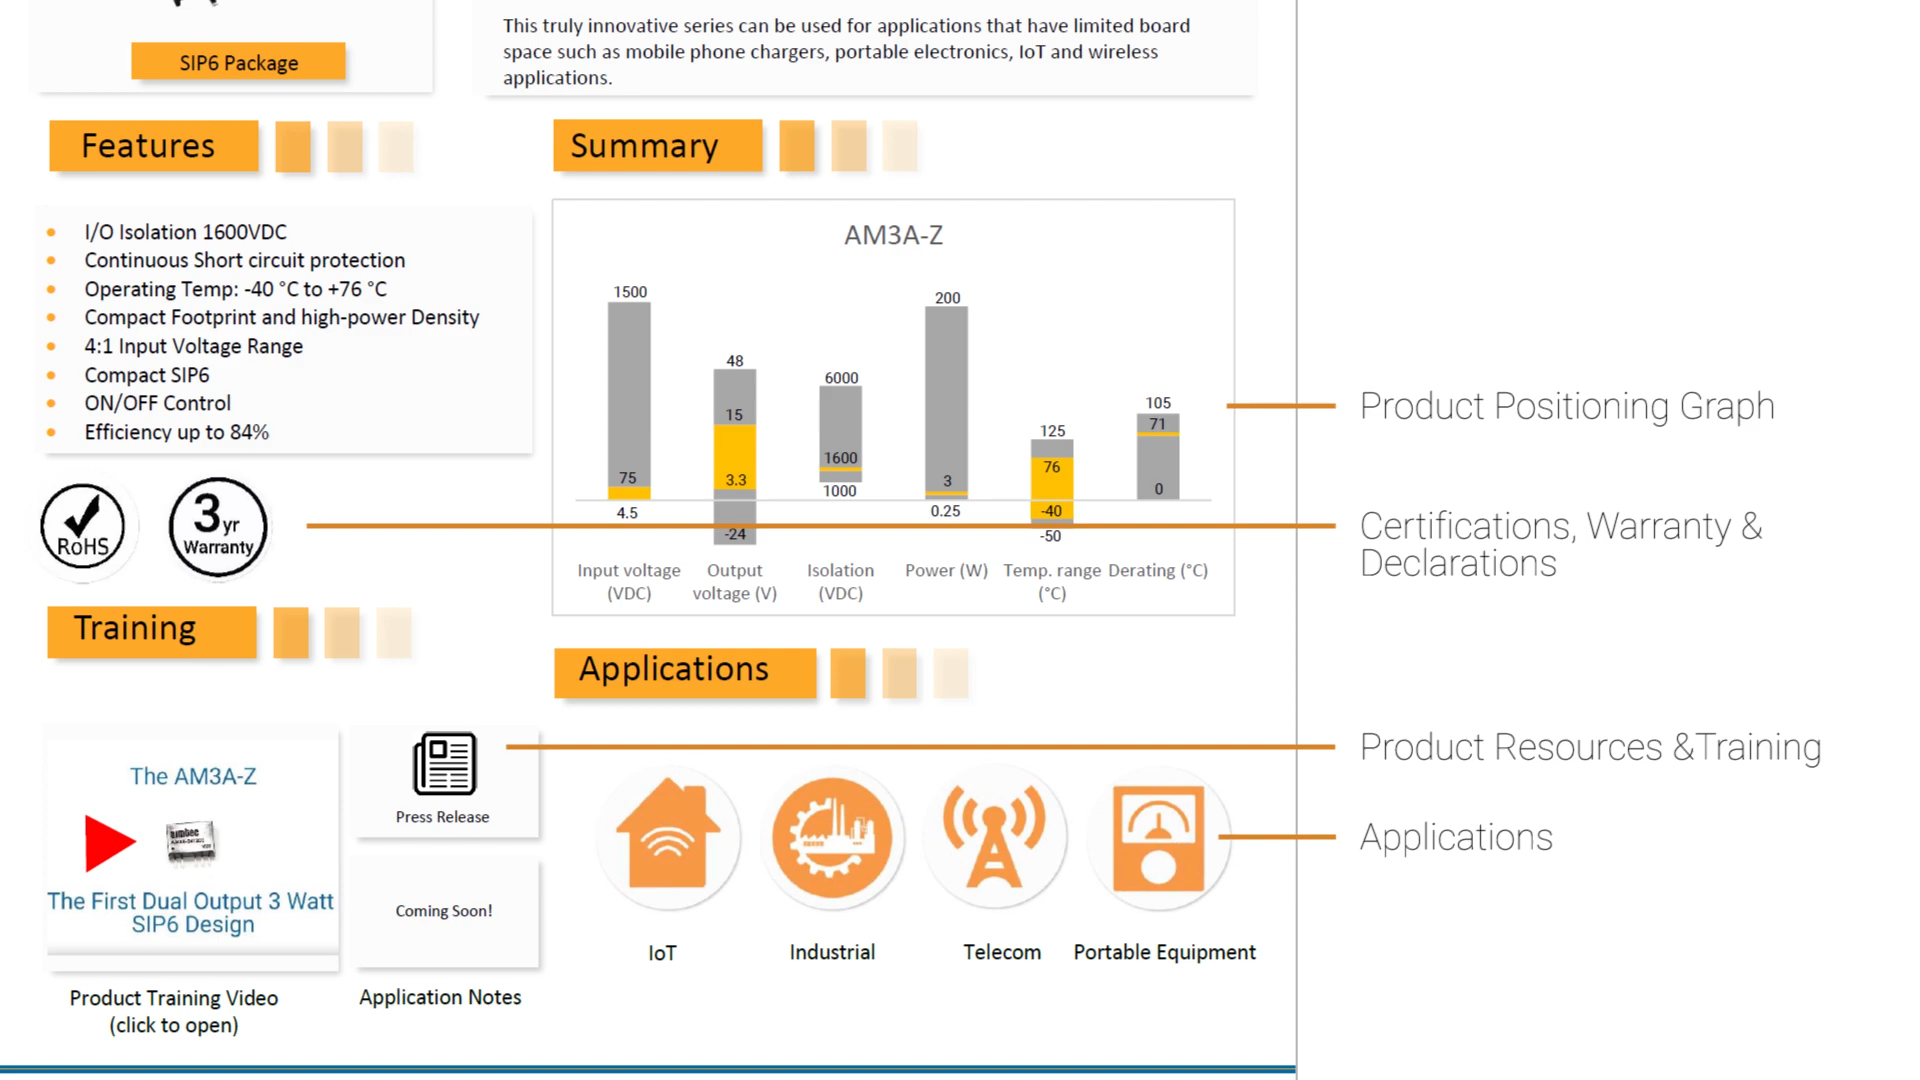 This truly innovative series can be used for applications that have limited board
space such as mobile phone chargers, portable electronics, IoT and wireless
applications.
SIP6 Package
Features
Summary
I/O Isolation 1600VDC
Continuous Short circuit protection
Operating Temp: -40 °C to +76 °C
Compact Footprint and high-power Density
4:1 Input Voltage Range
Compact SIP6
ON/OFF Control
Efficiency up to 84%
RoHS
3 yr
Warranty
AM3A-Z
1500
75
4.5
48
15
3.3
-24
6000
1600
1000
200
3
0.25
125
76
-40
-50
105
71
0
Input voltage
(VDC)
Output
voltage (V)
Isolation
(VDC)
Power (W)
Temp. range
(°C)
Derating (°C)
Product Positioning Graph
Certifications, Warranty &
Declarations
Training
Applications
The AM3A-Z
The First Dual Output 3 Watt
SIP6 Design
Product Training Video
(click to open)
Press Release
Coming Soon!
Application Notes
IoT
Industrial
Telecom
Portable Equipment
Product Resources &Training
Applications